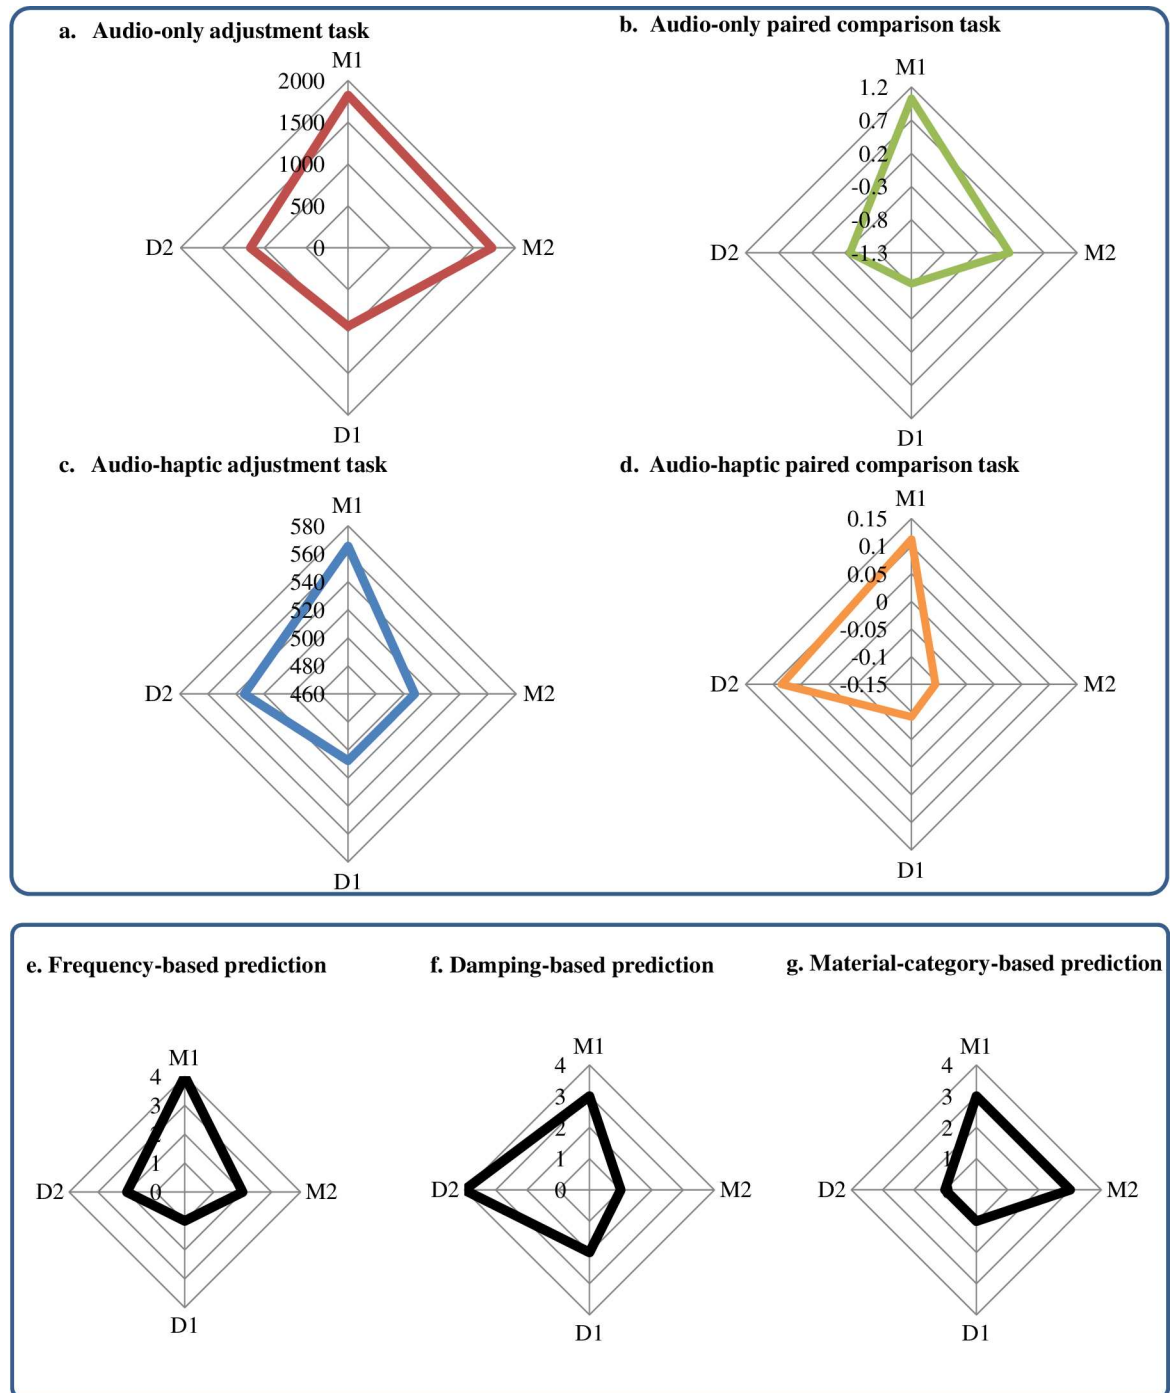 a. Audio-only adjustment task
M1
2000
1500
1000
500
0
D2
M2
D1
b. Audio-only paired comparison task
M1
1.2
0.7
0.2
-0.3
-0.8
-1.3
D2
M2
D1
c. Audio-haptic adjustment task
M1
580
560
540
520
500
480
460
D2
M2
D1
d. Audio-haptic paired comparison task
M1
0.15
0.1
0.05
0
-0.05
-0.1
-0.15
D2
M2
D1
e. Frequency-based prediction
M1
4
3
2
1
0
D2
M2
D1
f. Damping-based prediction
M1
4
3
2
1
0
D2
M2
D1
g. Material-category-based prediction
M1
4
3
2
1
0
D2
M2
D1